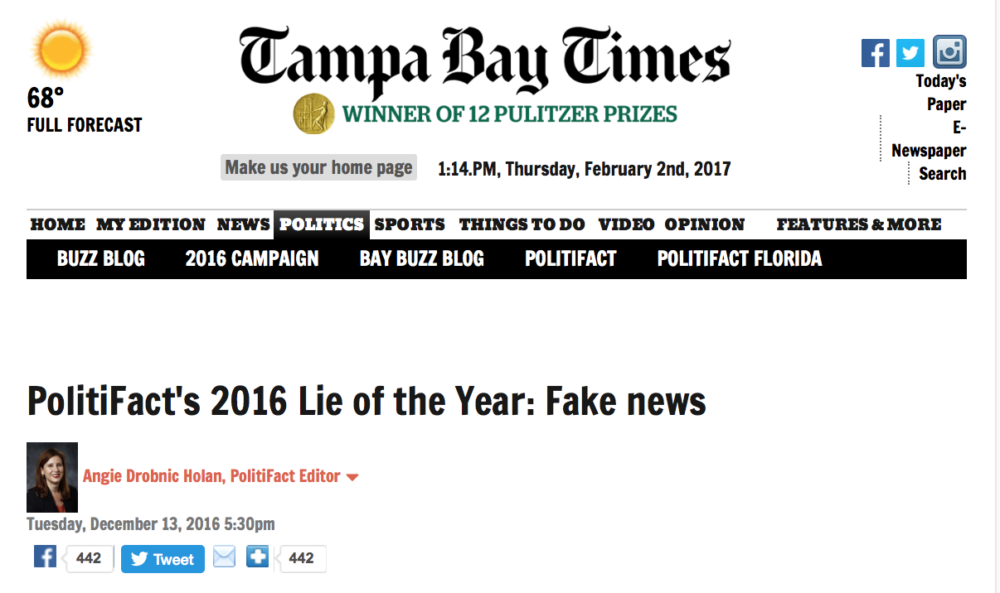 Tampa Bay Times
WINNER OF 12 PULITZER PRIZES
68°
FULL FORECAST
Today's
Paper
E-
Newspaper
Search
Make us your home page
1:14.PM, Thursday, February 2nd, 2017
HOME MY EDITION NEWS POLITICS SPORTS THINGS TO DO VIDEO OPINION FEATURES & MORE
BUZZ BLOG 2016 CAMPAIGN BAY BUZZ BLOG POLITIFACT POLITIFACT FLORIDA
PolitiFact's 2016 Lie of the Year: Fake news
Angie Drobnic Holan, PolitiFact Editor
Tuesday, December 13, 2016 5:30pm
442 Tweet 442